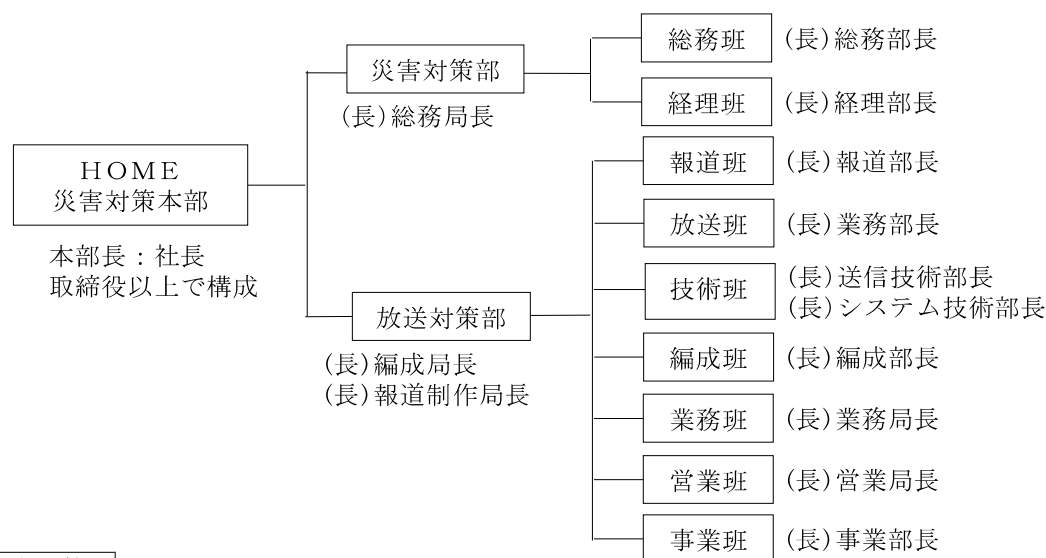 HOME
災害対策本部
本部長：社長
取締役以上で構成
災害対策部
(長)総務局長
総務班 (長)総務部長
経理班 (長)経理部長
放送対策部
(長)編成局長
(長)報道制作局長
報道班 (長)報道部長
放送班 (長)業務部長
技術班 (長)送信技術部長
(長)システム技術部長
編成班 (長)編成部長
業務班 (長)業務局長
営業班 (長)営業局長
事業班 (長)事業部長